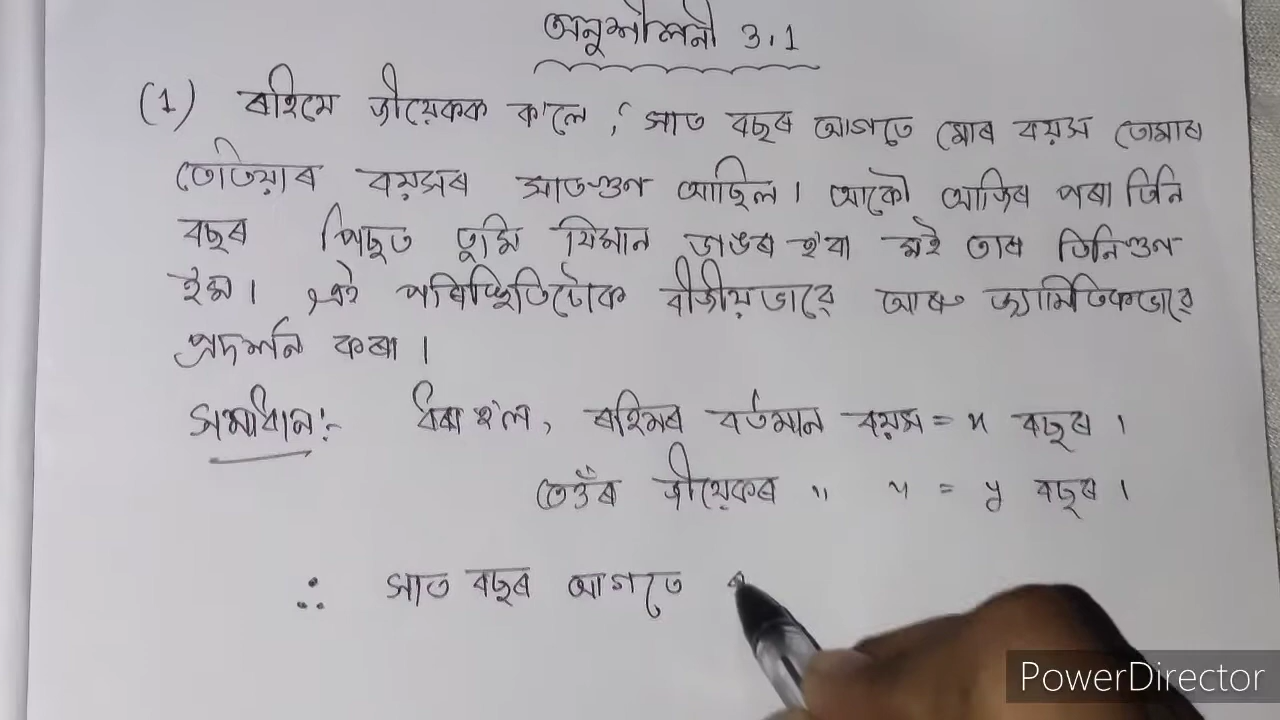 অনুশীলনী 3.1
(1) ৰহিমে জীয়েকক ক'লে, 'সাত বছৰ আগতে মোৰ বয়স তোমাৰ
তেতিয়াৰ বয়সৰ সাতগুণ আছিল। আকৌ আজিৰ পৰা তিনি
বছৰ পিছত তুমি যিমান ডাঙৰ হ'বা মই তাৰ তিনিগুণ
হম। এই পৰিস্থিতিটোক বীজীয়ভাৱে আৰু জ্যামিতিকভাৱে
প্ৰদৰ্শন কৰা।
সমাধান:- ধৰা হ'ল, ৰহিমৰ বৰ্তমান বয়স = x বছৰ।
তেওঁৰ জীয়েকৰ " " = y বছৰ।
∴ সাত বছৰ আগতে
PowerDirector